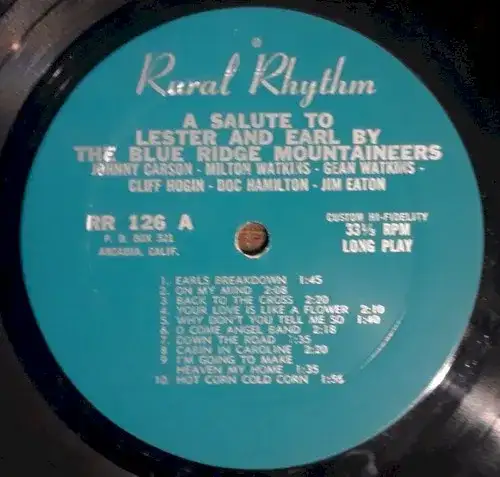 Rural Rhythm
A SALUTE TO
LESTER AND EARL BY
THE BLUE RIDGE MOUNTAINEERS
JOHNNY CARSON - MILTON WATKINS - GEAN WATKINS -
CLIFF HOGIN - DOC HAMILTON - JIM EATON
RR 126 A
P. O. BOX 321
ARCADIA, CALIF.
CUSTOM HI-FIDELITY
33⅓ RPM
LONG PLAY
1. EARLS BREAKDOWN 1:45
2. ON MY MIND 2:08
3. BACK TO THE CROSS 2:20
4. YOUR LOVE IS LIKE A FLOWER 2:10
5. WHY DON'T YOU TELL ME SO 1:40
6. O COME ANGEL BAND 2:18
7. DOWN THE ROAD 1:35
8. CABIN IN CAROLINE 2:20
9. I'M GOING TO MAKE
HEAVEN MY HOME 1:35
10. HOT CORN COLD CORN 1:55